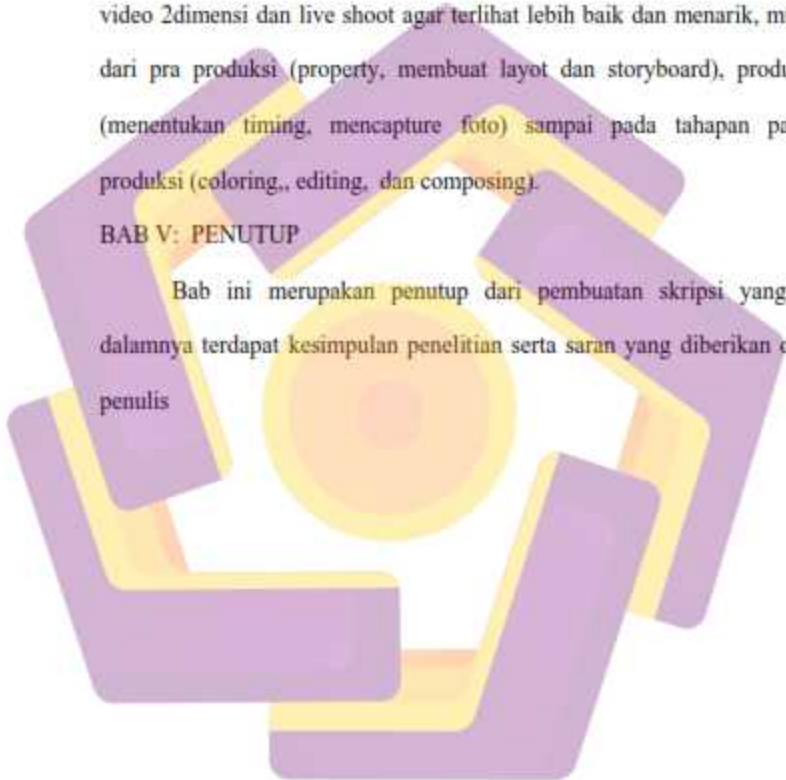 video 2dimensi dan live shoot agar terlihat lebih baik dan menarik,
dari pra produksi (property, membuat layot dan storyboard),
(menentukan timing, mencapture foto) sampai pada tahapan
produksi (coloring,, editing, dan composing).
BAB V: PENUTUP
Bab ini merupakan penutup dari pembuatan skripsi yang
dalamnya terdapat kesimpulan penelitian serta saran yang diberikan
penulis